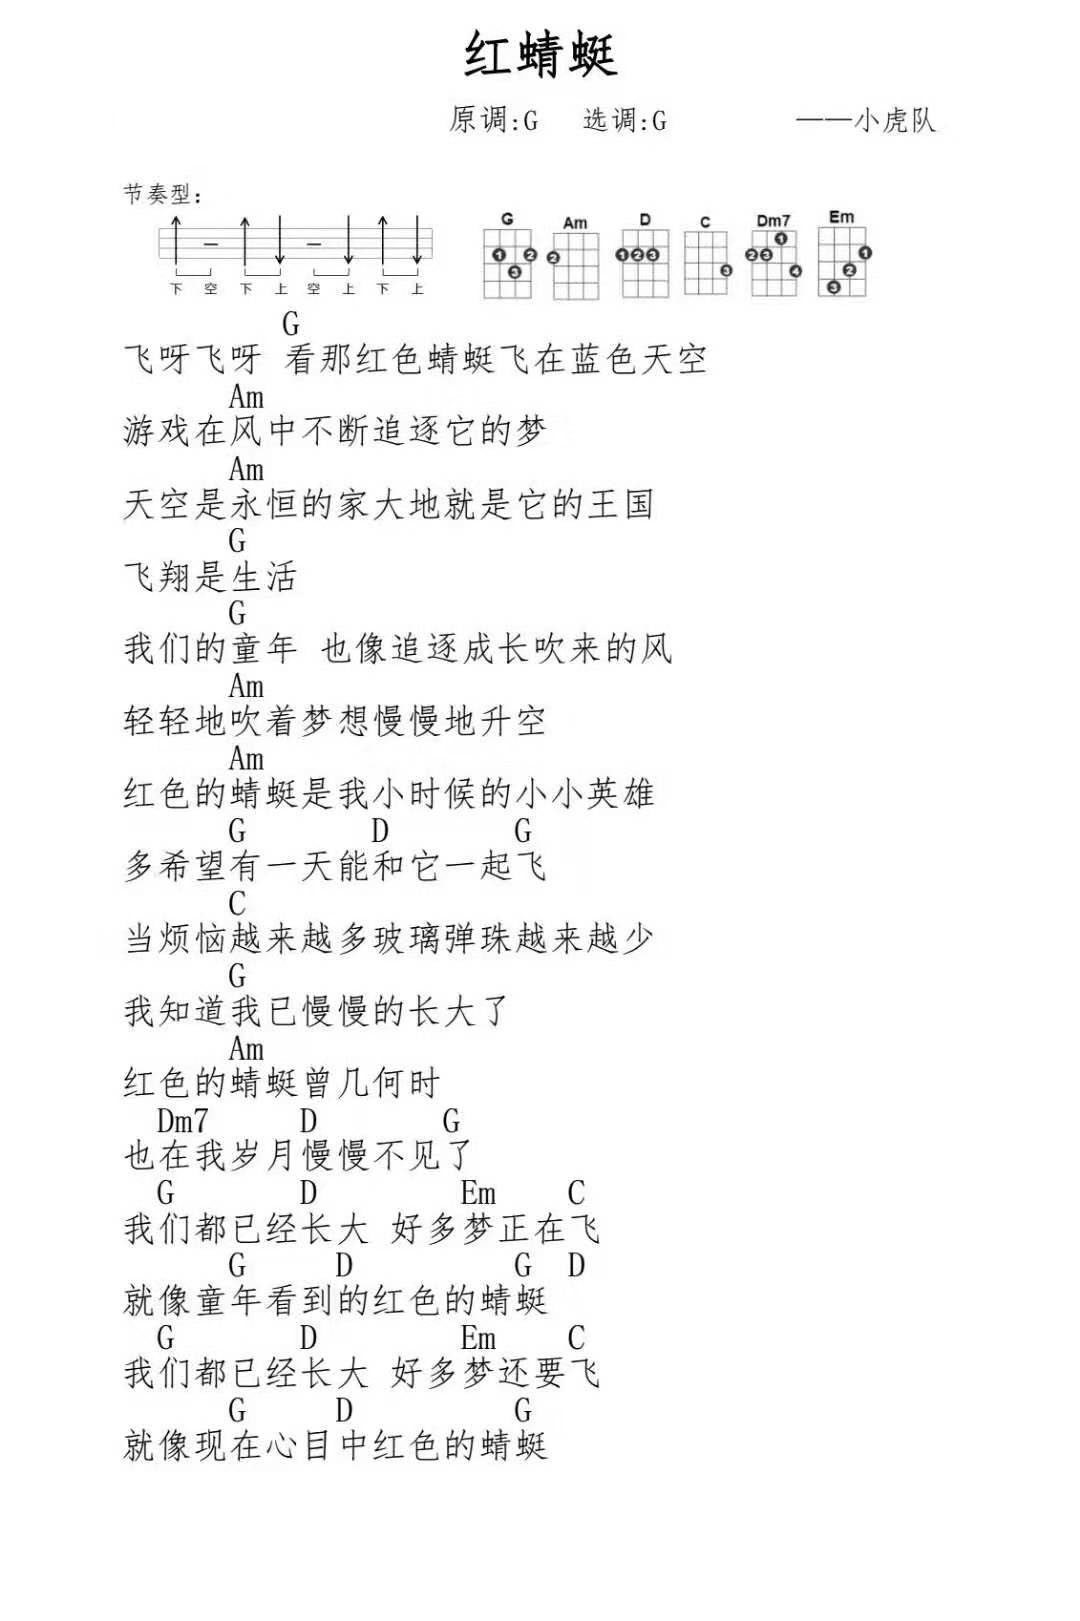 红蜻蜓
原调:G 选调:G ——小虎队
节奏型:
G Am D C Dm7 Em
1 2 3 2 1 2 3 3 1 2 3 4 1 2 3
下 空 下 上 空 上 下 上
G
飞呀飞呀 看那红色蜻蜓飞在蓝色天空
Am
游戏在风中不断追逐它的梦
Am
天空是永恒的家大地就是它的王国
G
飞翔是生活
G
我们的童年 也像追逐成长吹来的风
Am
轻轻地吹着梦想慢慢地升空
Am
红色的蜻蜓是我小时候的小小英雄
G D G
多希望有一天能和它一起飞
C
当烦恼越来越多玻璃弹珠越来越少
G
我知道我已慢慢的长大了
Am
红色的蜻蜓曾几何时
Dm7 D G
也在我岁月慢慢不见了
G D Em C
我们都已经长大 好多梦正在飞
G D G D
就像童年看到的红色的蜻蜓
G D Em C
我们都已经长大 好多梦还要飞
G D G
就像现在心目中红色的蜻蜓